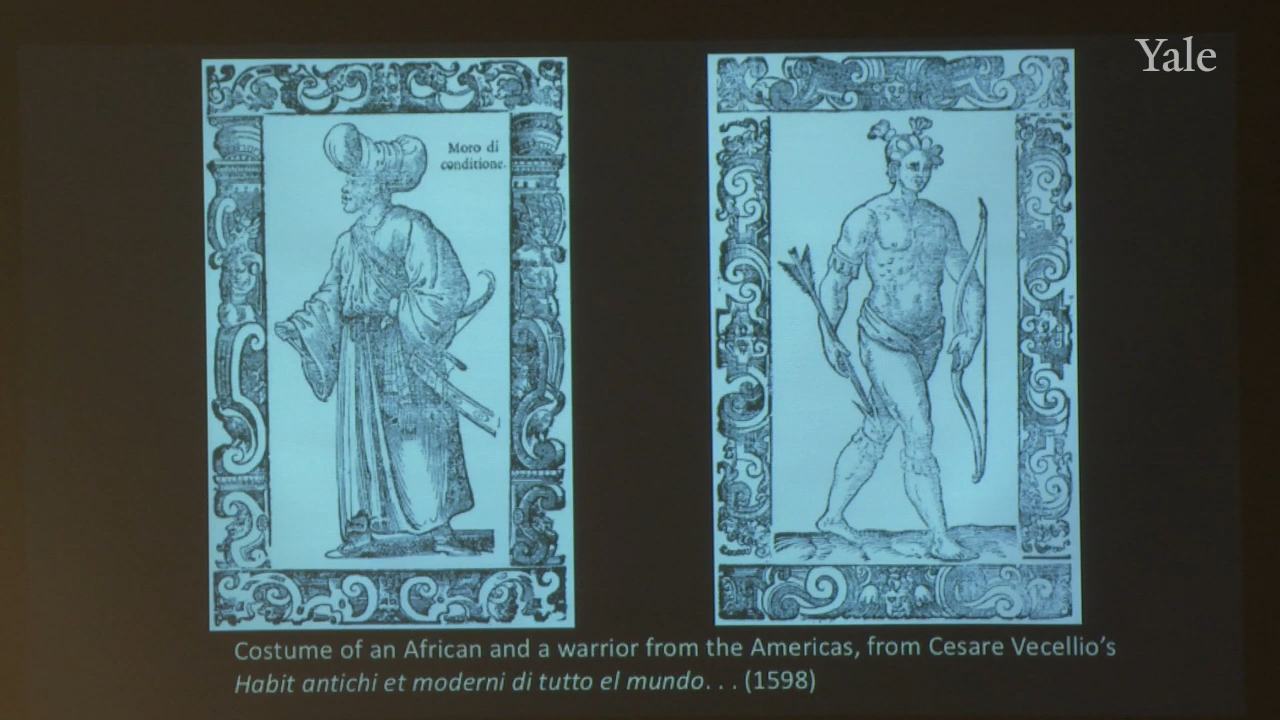 Yale
Moro di
conditione.
Costume of an African and a warrior from the Americas, from Cesare Vecellio's
Habit antichi et moderni di tutto el mundo. . . (1598)